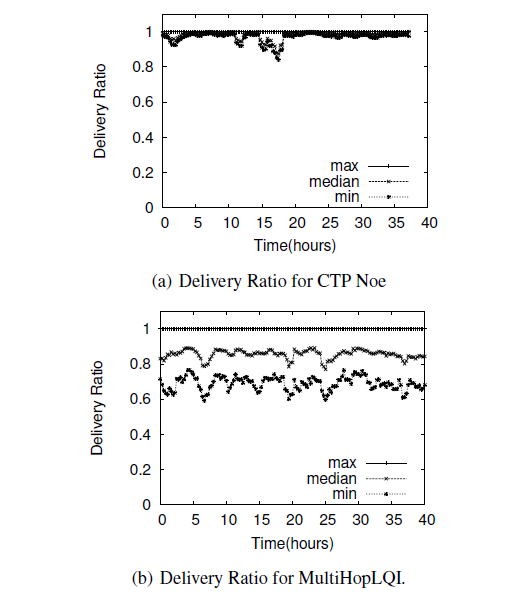 1
0.8
0.6
0.4
0.2
0
Delivery Ratio
max
median
min
0 5 10 15 20 25 30 35 40
Time(hours)
(a) Delivery Ratio for CTP Noe
1
0.8
0.6
0.4
0.2
0
Delivery Ratio
max
median
min
0 5 10 15 20 25 30 35 40
Time(hours)
(b) Delivery Ratio for MultiHopLQI.